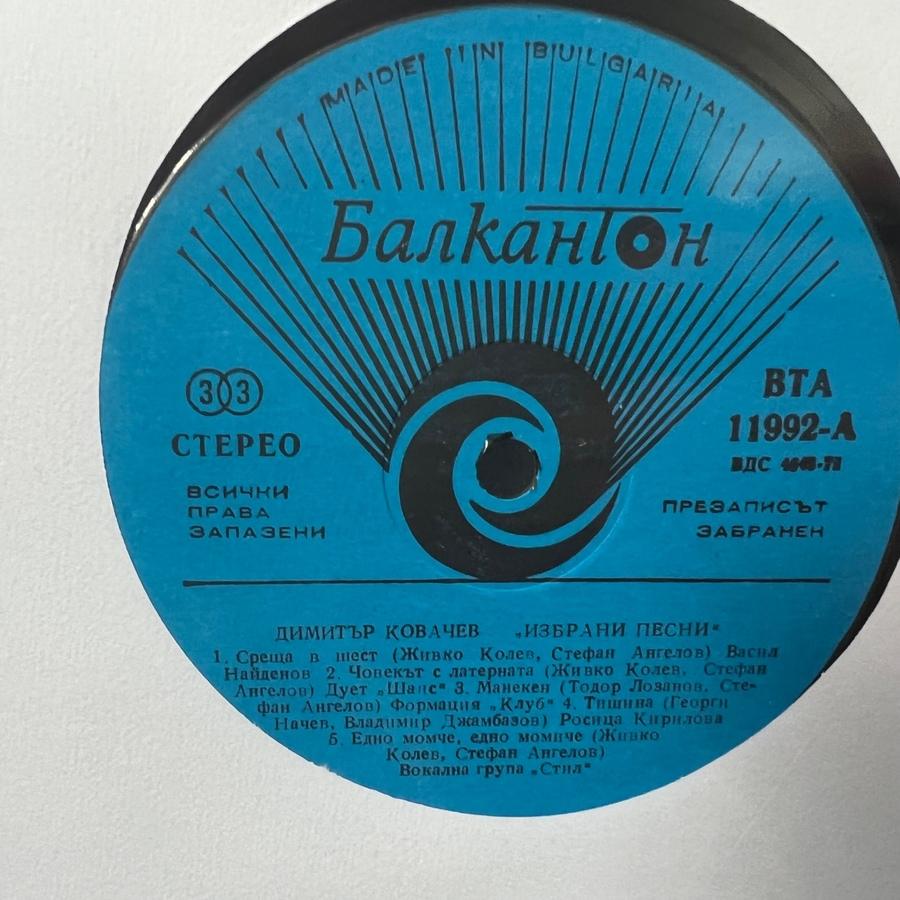 MADE IN BULGARIA
Балкантон
33
СТЕРЕО
ВСИЧКИ
ПРАВА
ЗАПАЗЕНИ
ВТА
11992-А
БДС
ПРЕЗАПИСЪТ
ЗАБРАНЕН
ДИМИТЪР КОВАЧЕВ „ИЗБРАНИ ПЕСНИ“
1. Среща в шест (Живко Колев, Стефан Ангелов) Васил
Найденов 2. Човекът с латерната (Живко Колев, Стефан
Ангелов) Дует „Шанс“ 3. Манекен (Тодор Лозанов, Сте-
фан Ангелов) Формация „Клуб“ 4. Тишина (Георги
Начев, Владимир Джамбазов) Росица Кирилова
5. Едно момче, едно момиче (Живко
Колев, Стефан Ангелов)
Вокална група „Стил“